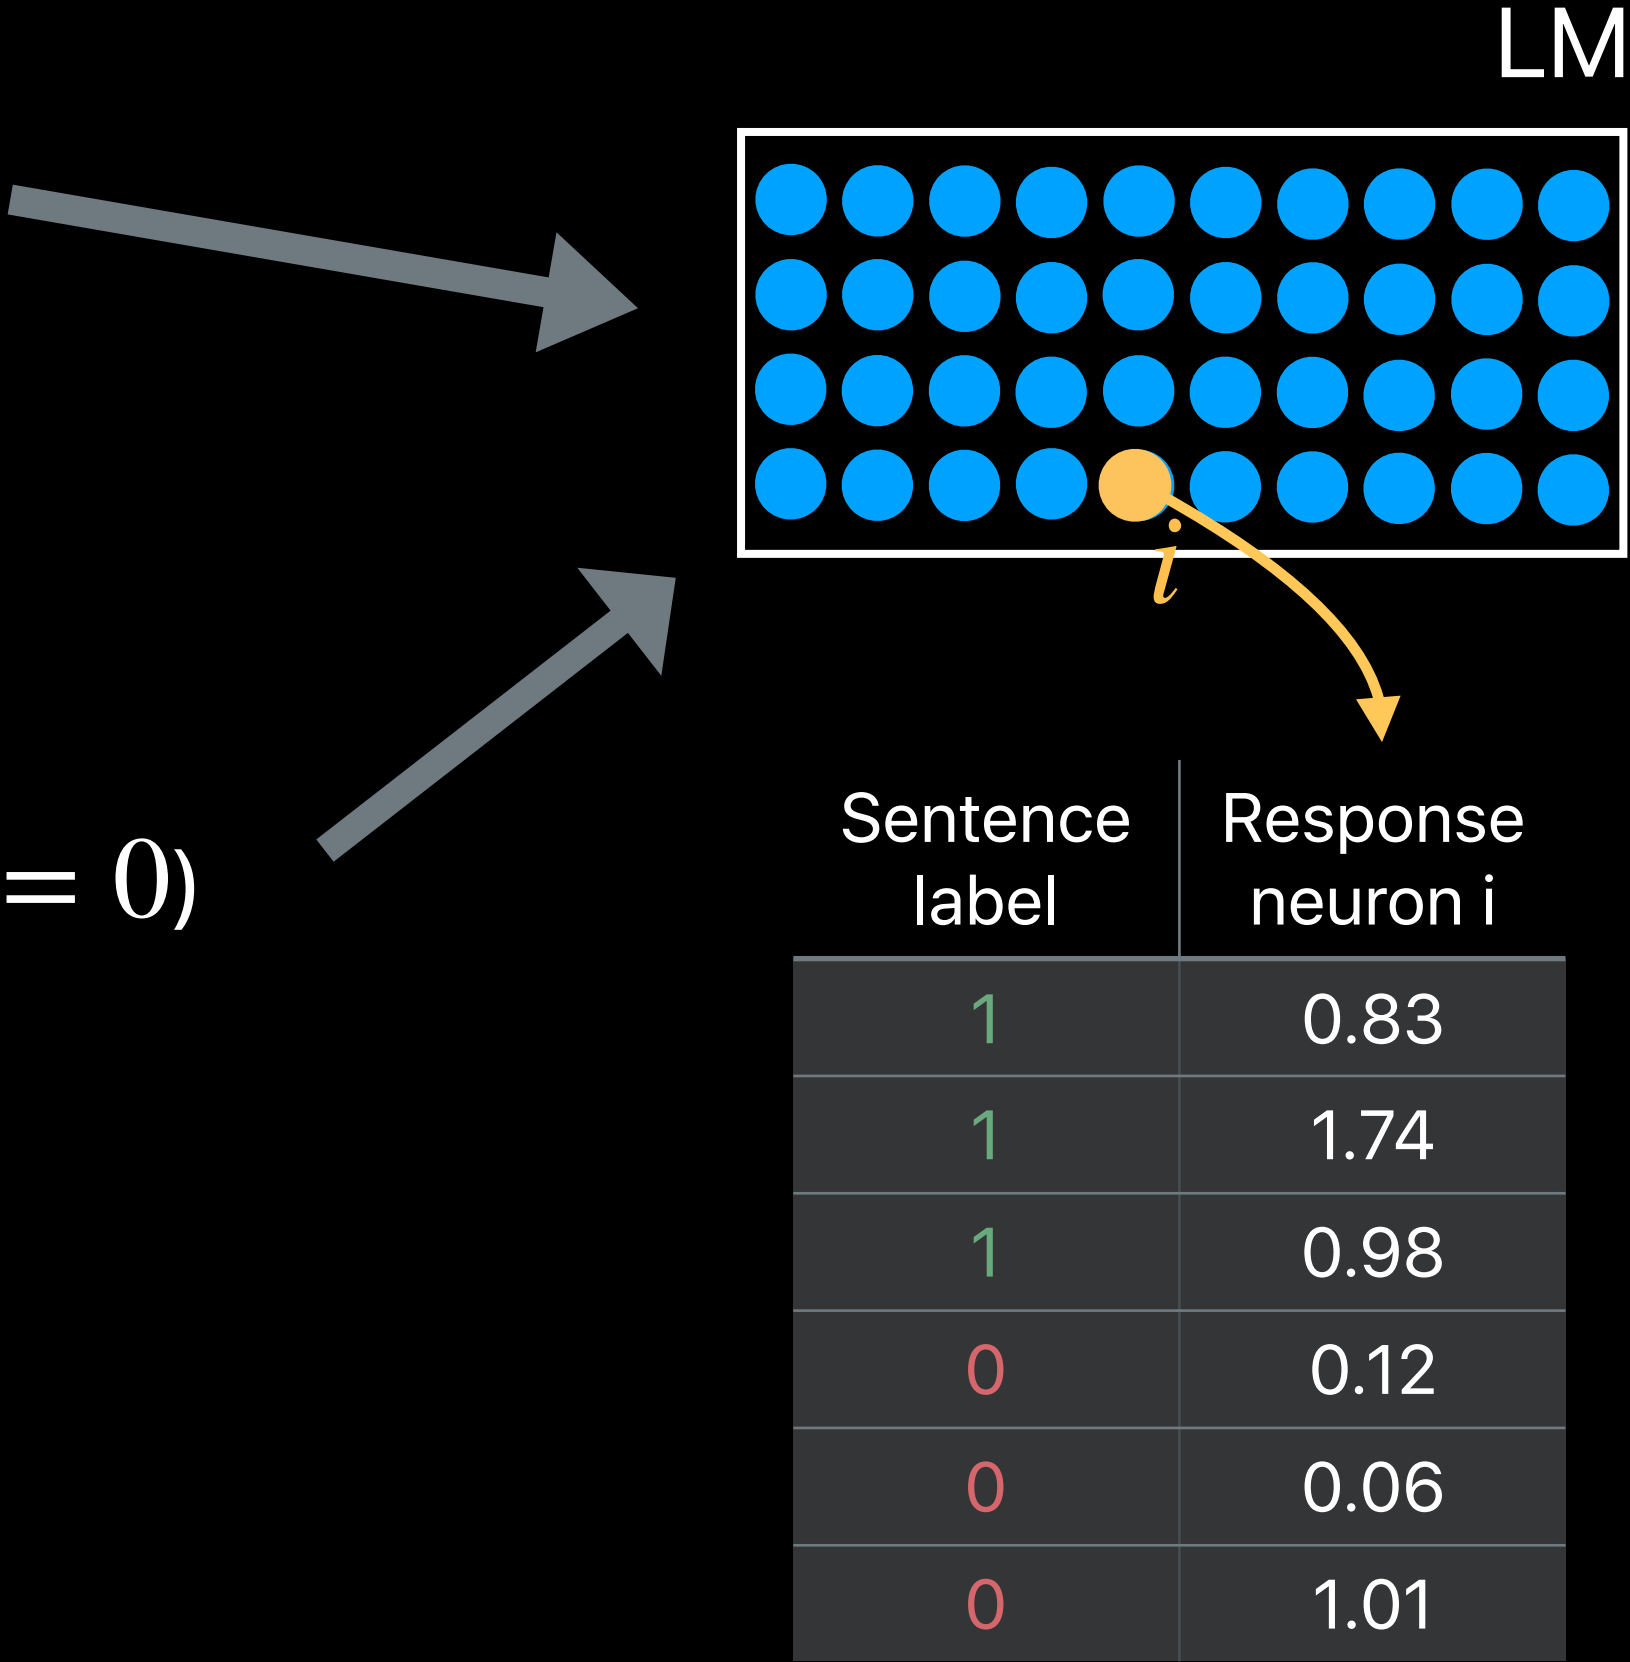 LM
i
= 0)
Sentence label
Response neuron i
1 0.83
1 1.74
1 0.98
0 0.12
0 0.06
0 1.01